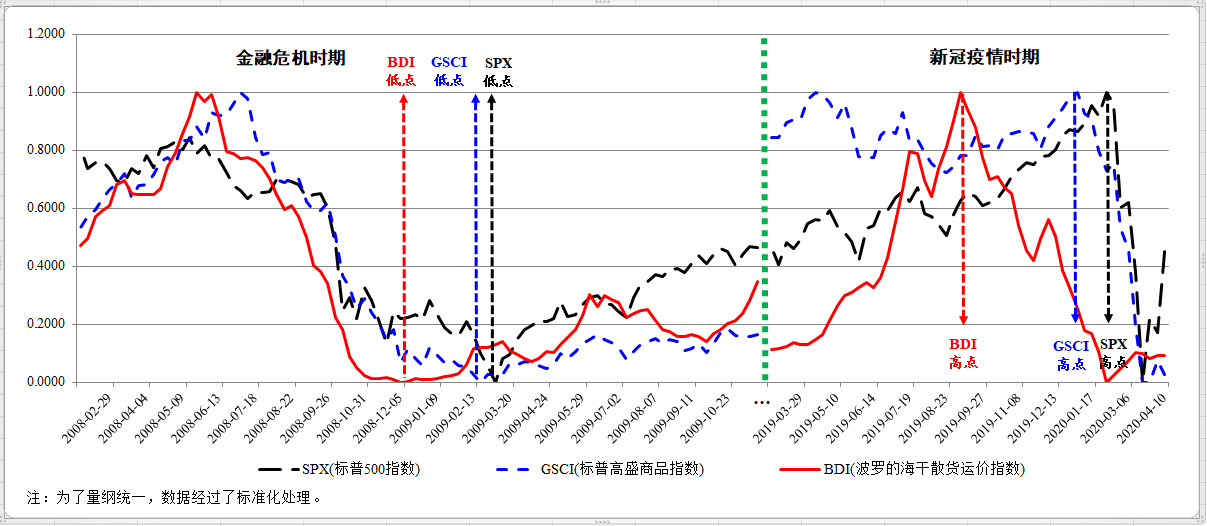 金融危机时期
新冠疫情时期
BDI
低点
GSCI
低点
SPX
低点
BDI
高点
GSCI
高点
SPX
高点
1.2000
1.0000
0.8000
0.6000
0.4000
0.2000
0.0000
2008-02-29
2008-04-04
2008-05-09
2008-06-13
2008-07-18
2008-08-22
2008-09-26
2008-10-31
2008-12-05
2009-01-09
2009-02-13
2009-03-20
2009-04-24
2009-05-29
2009-07-02
2009-08-07
2009-09-11
2009-10-23
...
2019-03-29
2019-05-10
2019-06-14
2019-07-19
2019-08-23
2019-09-27
2019-11-08
2019-12-13
2020-01-17
2020-03-06
2020-04-10
SPX(标普500指数)
GSCI(标普高盛商品指数)
BDI(波罗的海干散货运价指数)
注：为了量纲统一，数据经过了标准化处理。